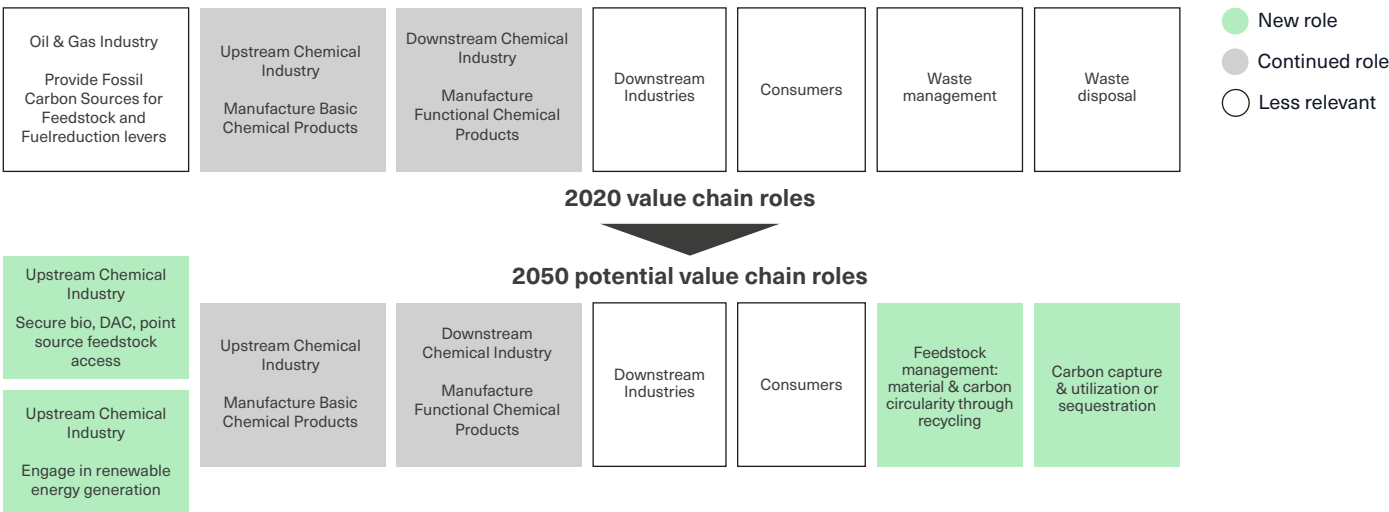 Oil & Gas Industry
Provide Fossil
Carbon Sources for
Feedstock and
Fuelreduction levers
Upstream Chemical
Industry
Manufacture Basic
Chemical Products
Downstream Chemical
Industry
Manufacture
Functional Chemical
Products
Downstream
Industries
Consumers
Waste
management
Waste
disposal
New role
Continued role
Less relevant
2020 value chain roles
2050 potential value chain roles
Upstream Chemical
Industry
Secure bio, DAC, point
source feedstock
access
Upstream Chemical
Industry
Engage in renewable
energy generation
Upstream Chemical
Industry
Manufacture Basic
Chemical Products
Downstream
Chemical Industry
Manufacture
Functional Chemical
Products
Downstream
Industries
Consumers
Feedstock
management:
material & carbon
circularity through
recycling
Carbon capture
& utilization or
sequestration